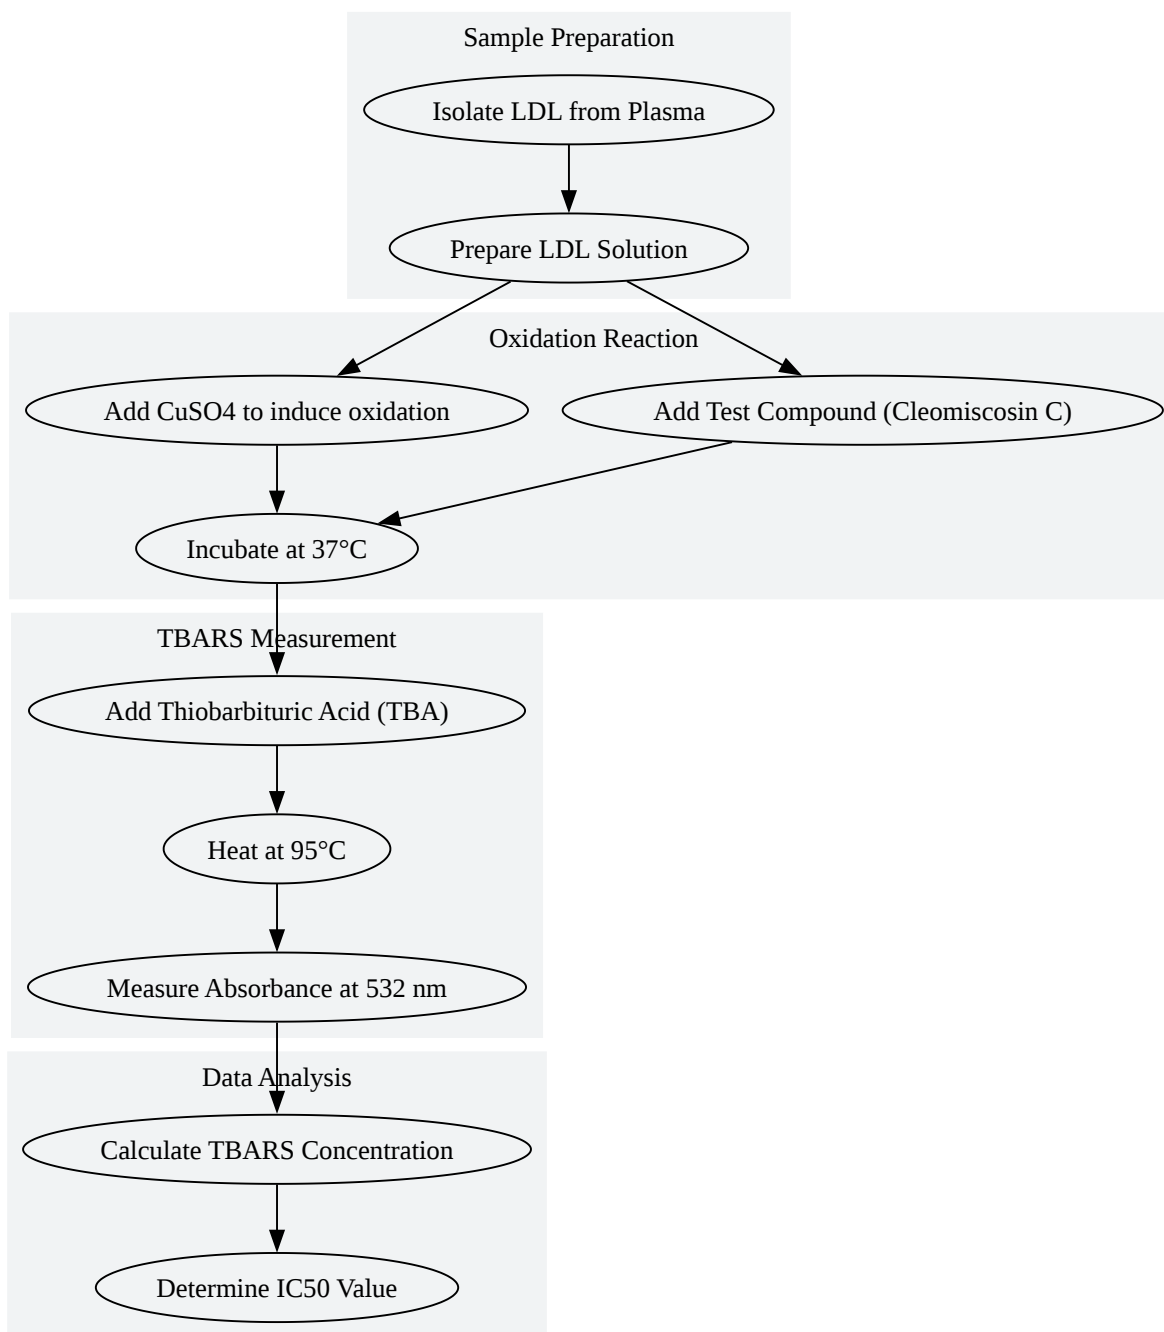 Sample Preparation
Isolate LDL from Plasma
Prepare LDL Solution
Oxidation Reaction
Add CuSO4 to induce oxidation
Add Test Compound (Cleomiscosin C)
Incubate at 37°C
TBARS Measurement
Add Thiobarbituric Acid (TBA)
Heat at 95°C
Measure Absorbance at 532 nm
Data Analysis
Calculate TBARS Concentration
Determine IC50 Value